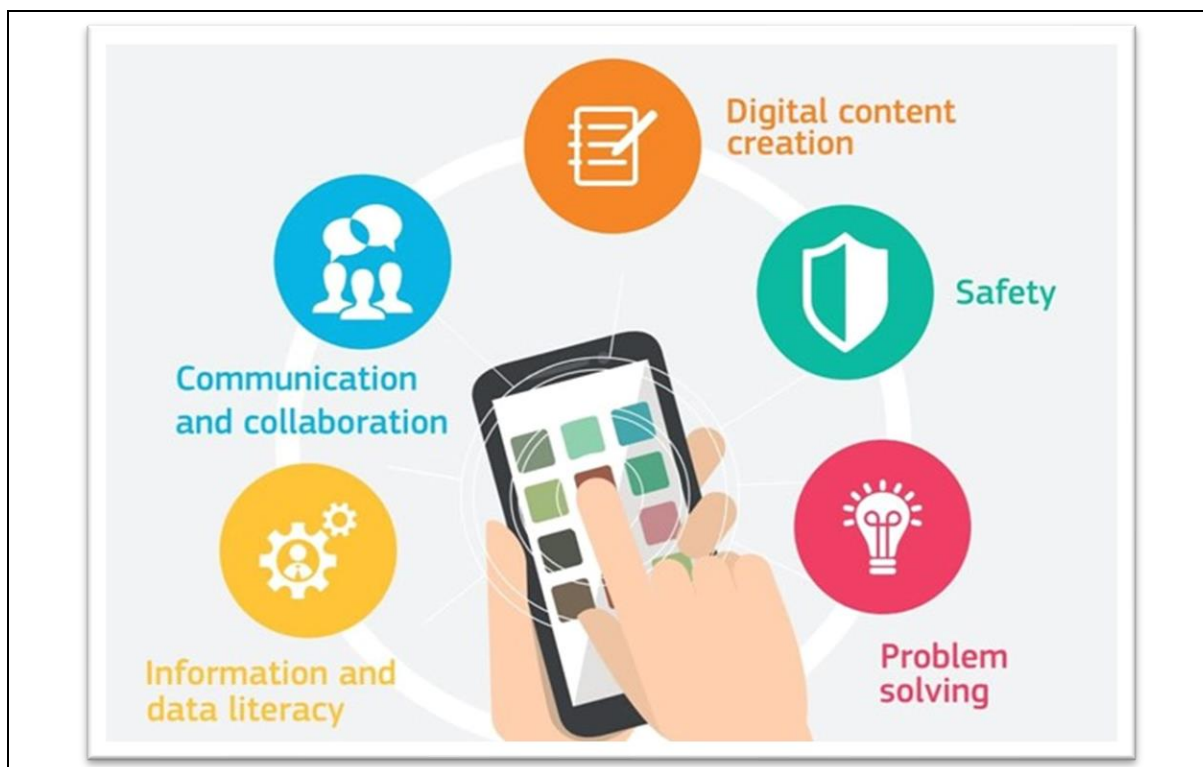 Digital content
creation
Safety
Communication
and collaboration
Problem
solving
Information and
data literacy